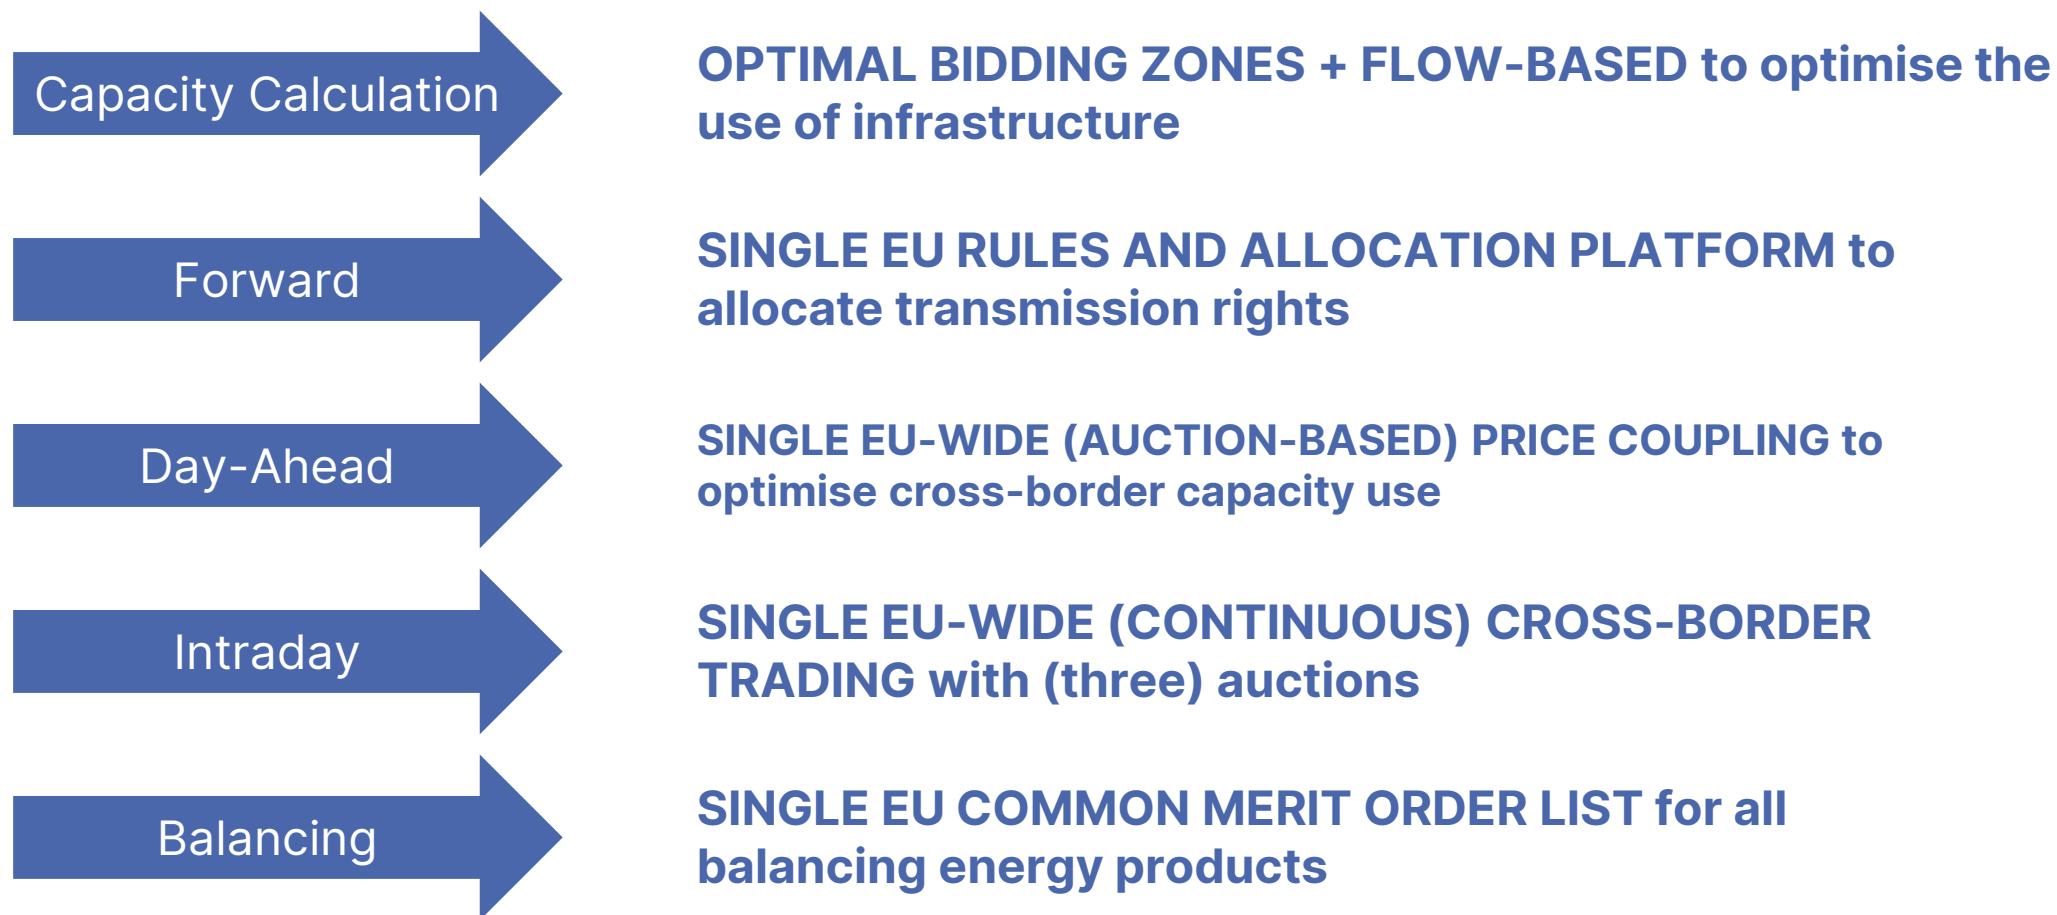 Capacity Calculation
OPTIMAL BIDDING ZONES + FLOW-BASED to optimise the
use of infrastructure
Forward
SINGLE EU RULES AND ALLOCATION PLATFORM to
allocate transmission rights
Day-Ahead
SINGLE EU-WIDE (AUCTION-BASED) PRICE COUPLING to
optimise cross-border capacity use
Intraday
SINGLE EU-WIDE (CONTINUOUS) CROSS-BORDER
TRADING with (three) auctions
Balancing
SINGLE EU COMMON MERIT ORDER LIST for all
balancing energy products